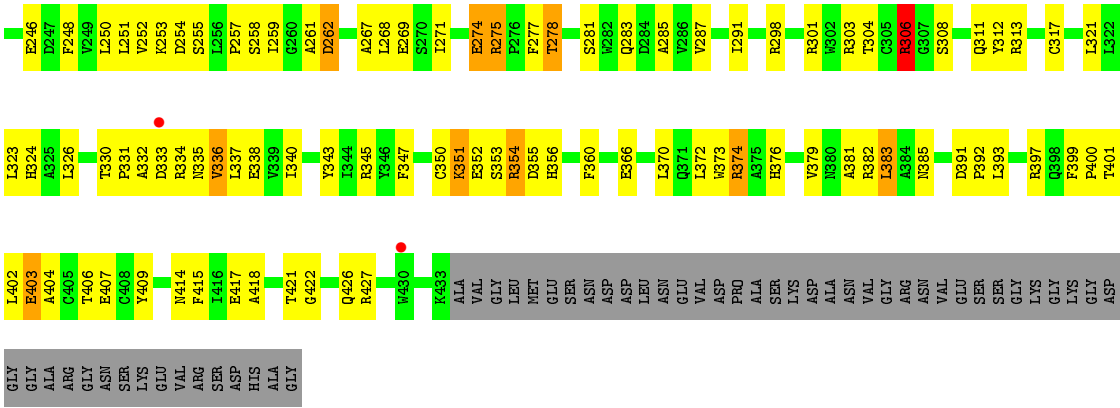 E246 D247 F248 V249 L250 L251 V252 K253 D254 S255 L256 P257 S258 I259 G260 A261 D262 A267 L268 E269 S270 I271 E274 R275 P276 F277 T278 S281 W282 Q283 D284 A285 V286 V287 I291 R298 R301 W302 R303 T304 C305 R306 G307 S308 Q311 Y312 R313 C317 L321 L322
L323 H324 A325 L326 T330 P331 A332 D333 R334 N335 V336 L337 E338 V339 I340 Y343 I344 R345 Y346 F347 C350 K351 E352 S353 R354 D355 H356 F360 E366 L370 Q371 L372 W373 R374 A375 H376 V379 N380 A381 R382 L383 A384 N385 D391 P392 L393 R397 Q398 F399 P400 T401
L402 E403 A404 C405 T406 E407 C408 Y409 N414 F415 I416 E417 A418 T421 G422 Q426 R427 W430 K433 ALA VAL GLY LEU MET GLU SER ASN ASP ASP LEU ASN GLU VAL ASP PRO ALA SER LYS ASP ALA ASN VAL GLY ARG ASN VAL GLU SER SER GLY LYS LYS GLY ASP
GLY GLY ALA ARG GLY ASN SER LYS GLU VAL ARG SER ASP HIS ALA GLY